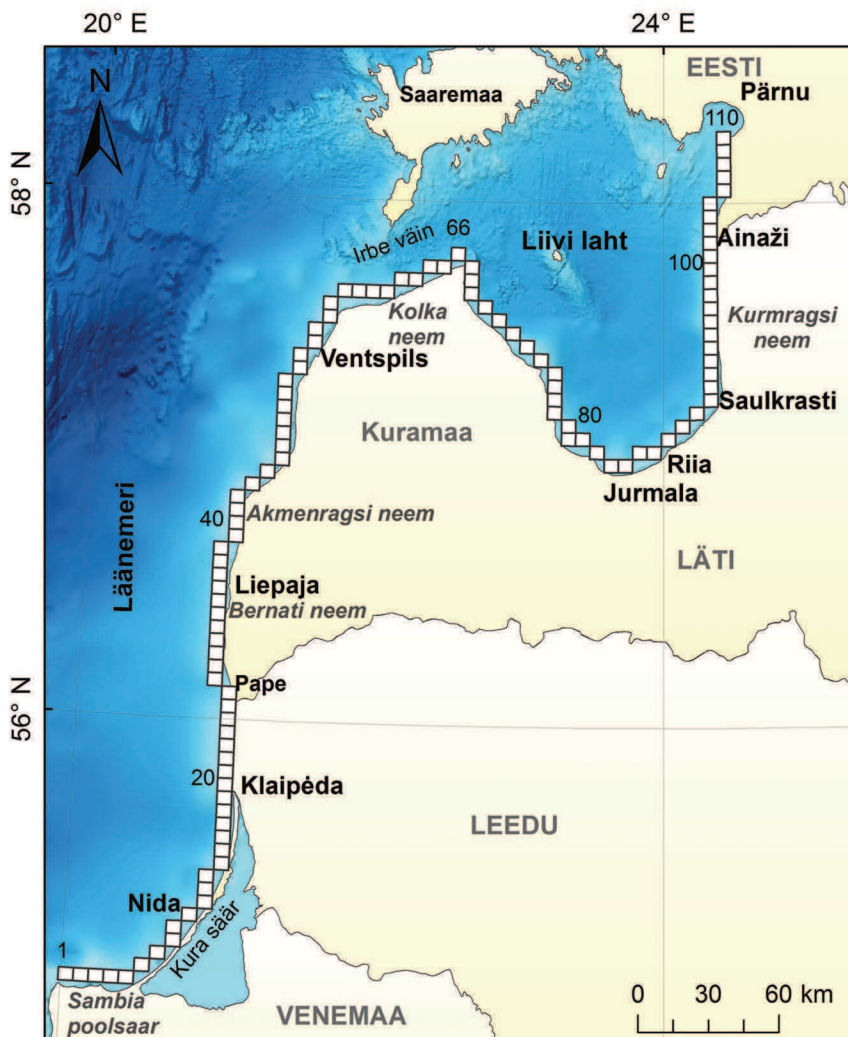 20° E
24° E
EESTI
N
Saaremaa
Pärnu
110
58° N
Irbe väin
66
Liivi laht
Ainaži
100
Kolka
neem
Kurmragsi
neem
Ventspils
Saulkrasti
80
Kuramaa
Riia
Jurmala
40
Akmenragsi neem
Läänemeri
LÄTI
Liepaja
Bernati neem
Pape
56° N
20
Klaipėda
LEEDU
Nida
Kura säär
1
Sambia
poolsaar
VENEMAA
0 30 60 km